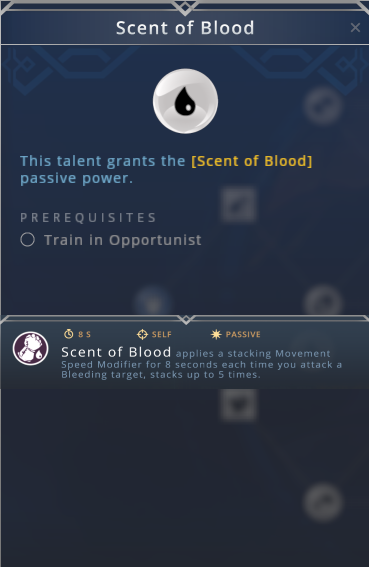 Scent of Blood
This talent grants the [Scent of Blood]
passive power.
PREREQUISITES
Train in Opportunist
8 S SELF PASSIVE
Scent of Blood applies a stacking Movement
Speed Modifier for 8 seconds each time you attack a
Bleeding target, stacks up to 5 times.